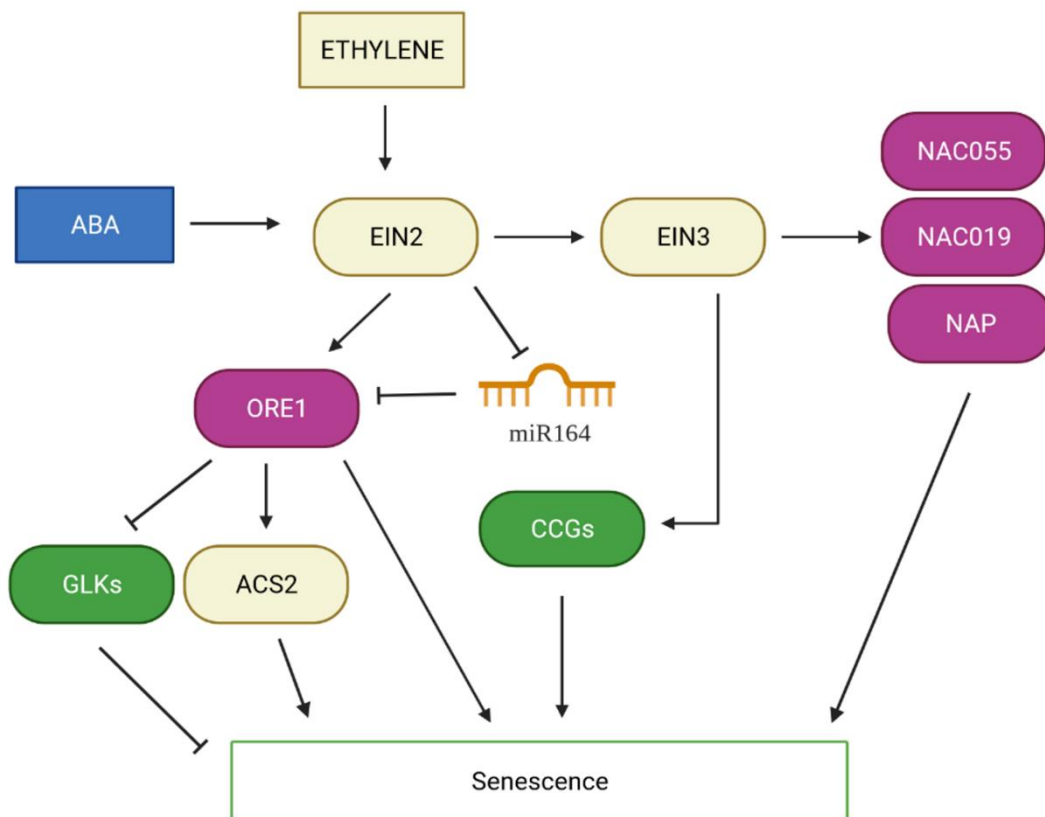 ETHYLENE
NAC055
ABA
EIN2
EIN3
NAC019
NAP
ORE1
miR164
CCGs
GLKs
ACS2
Senescence